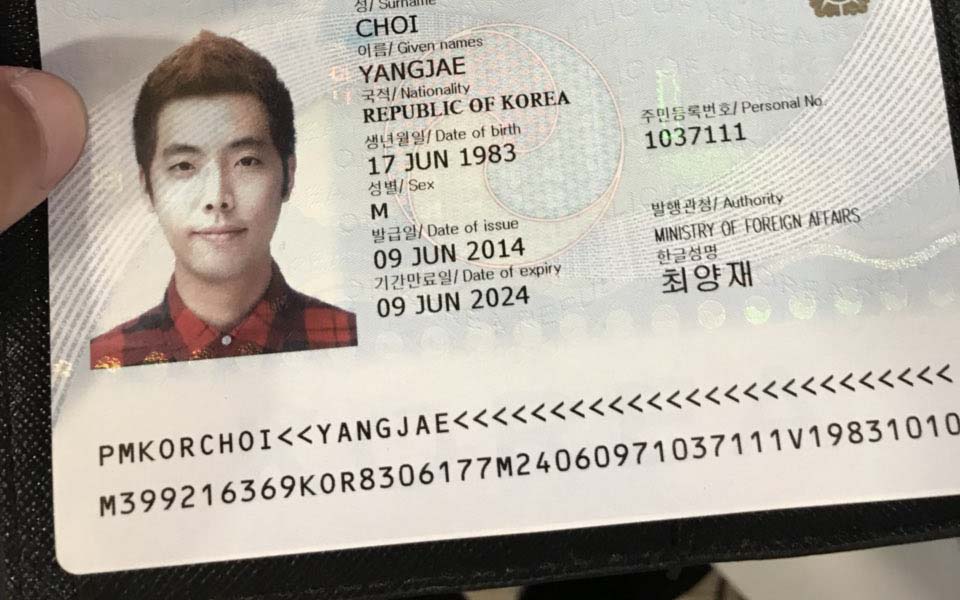 성/ Surname
CHOI
이름/ Given names
YANGJAE
국적/ Nationality
REPUBLIC OF KOREA
생년월일/ Date of birth
17 JUN 1983
성별/ Sex
M
발급일/ Date of issue
09 JUN 2014
기간만료일/ Date of expiry
09 JUN 2024
주민등록번호/ Personal No.
1037111
발행관청/ Authority
MINISTRY OF FOREIGN AFFAIRS
한글성명
최양재
PMKORCHOI<<YANGJAE<<<<<<<<<<<<<<<<<<<<<<<<<<
M399216369KOR8306177M24060971037111V19831010